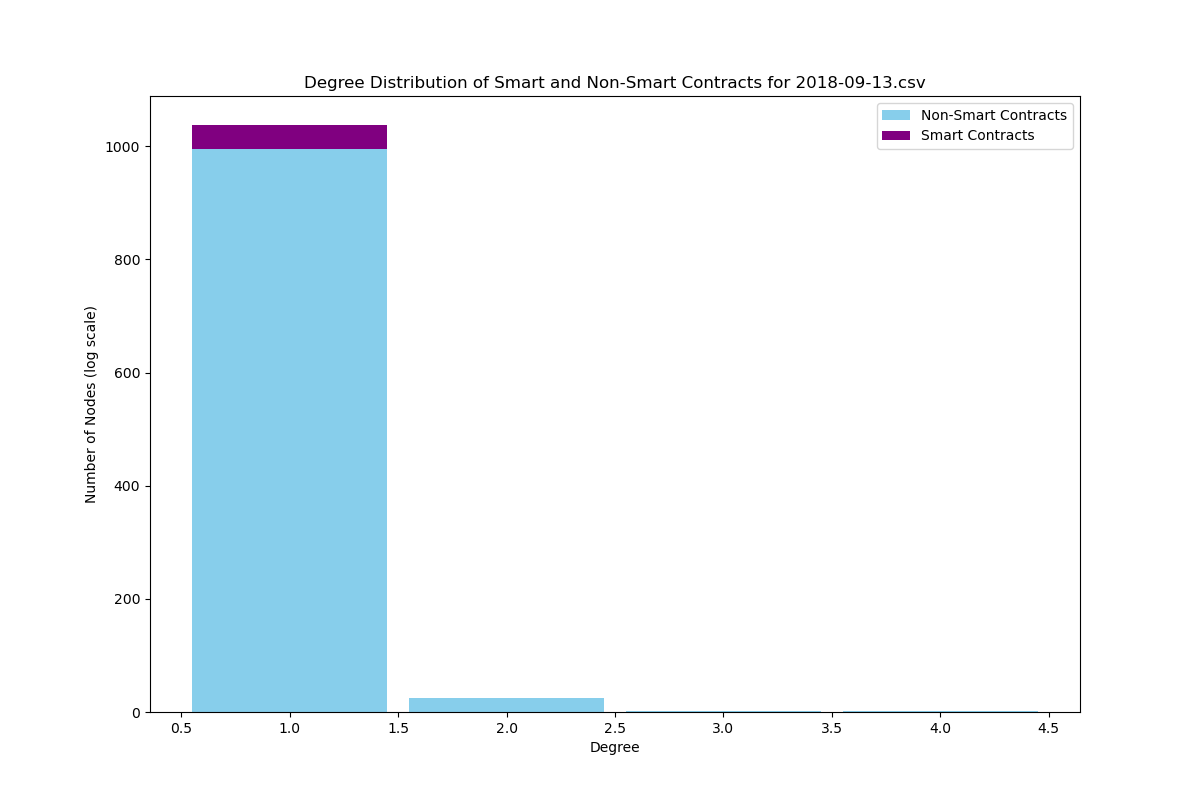 Degree Distribution of Smart and Non-Smart Contracts for 2018-09-13.csv
Non-Smart Contracts
Smart Contracts
Number of Nodes (log scale)
1000
800
600
400
200
0
0.5 1.0 1.5 2.0 2.5 3.0 3.5 4.0 4.5
Degree